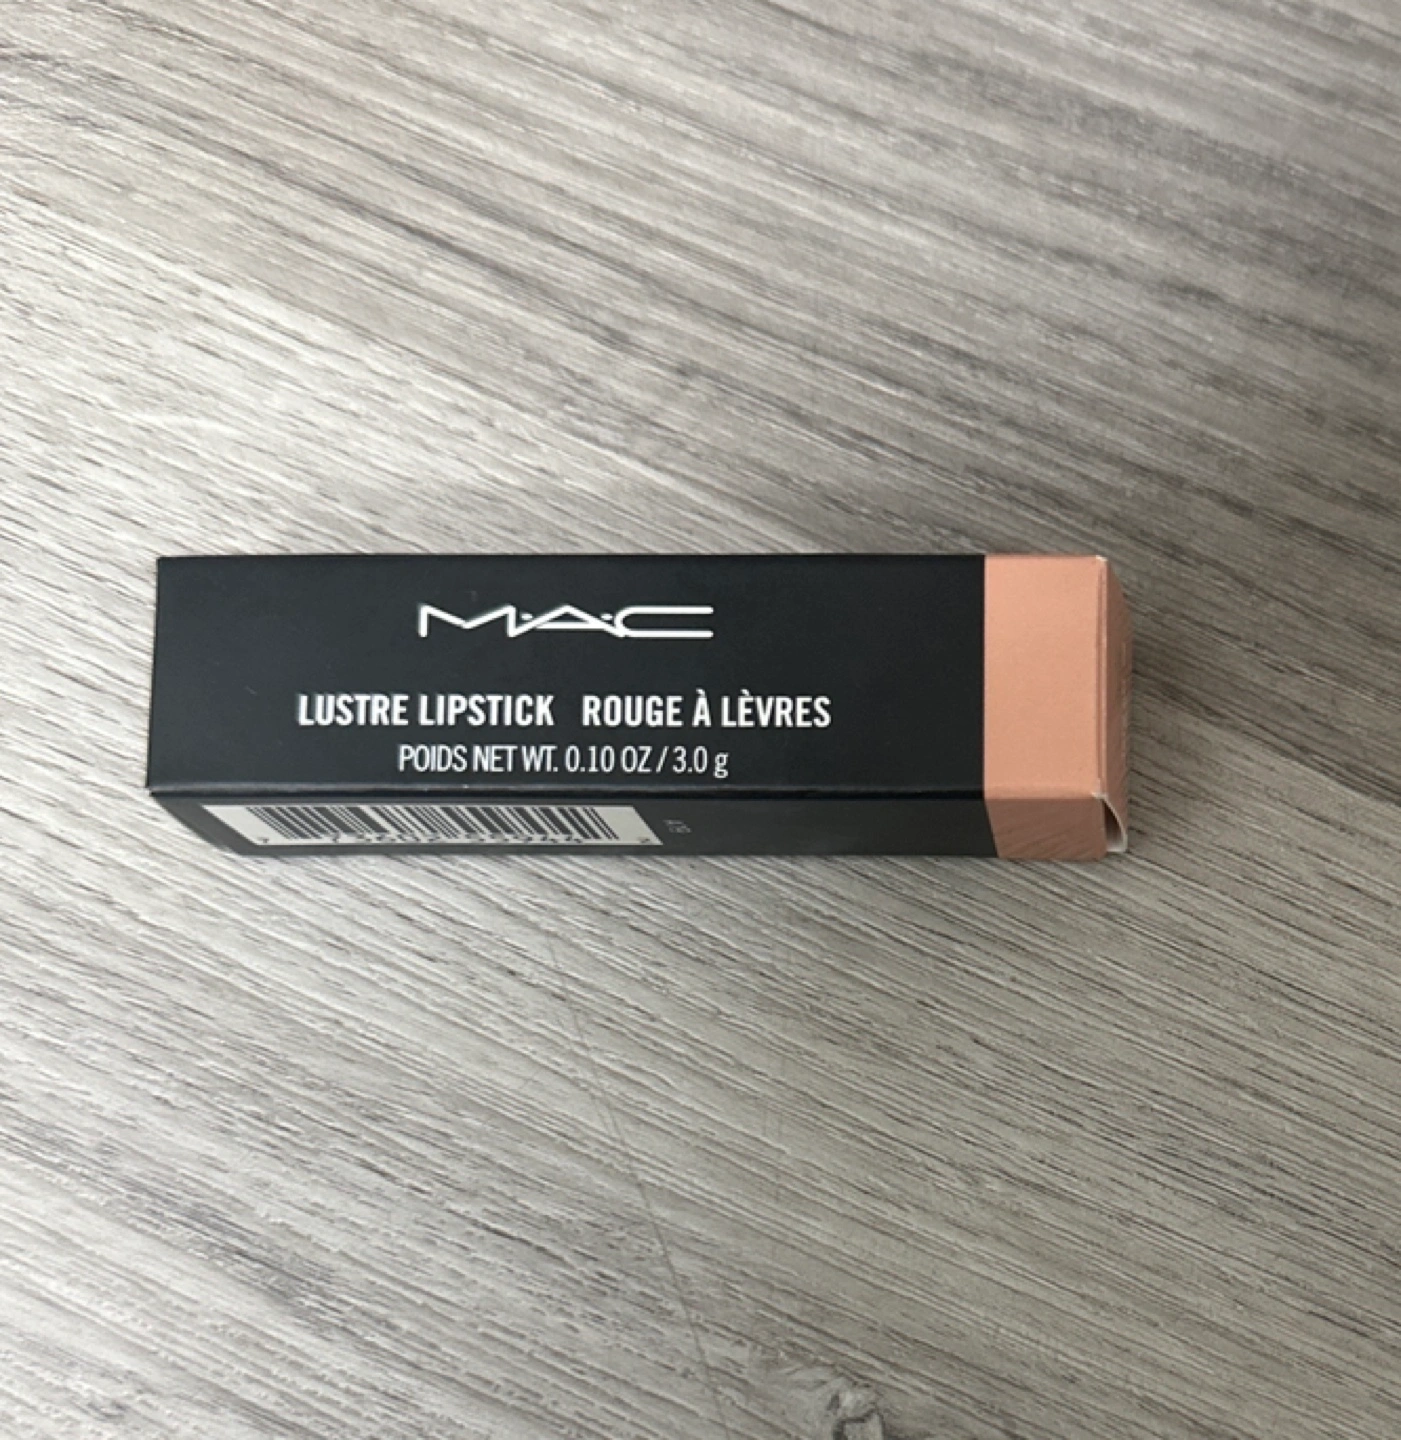 M·A·C
LUSTRE LIPSTICK ROUGE À LÈVRES
POIDS NET WT. 0.10 OZ / 3.0 g